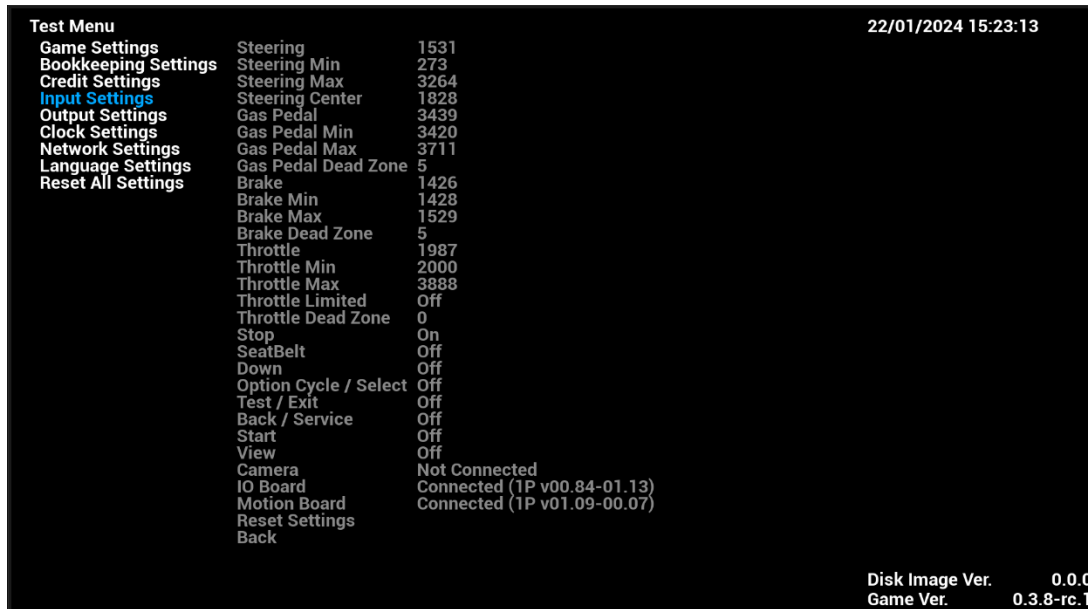 Test Menu 22/01/2024 15:23:13
Game Settings Steering 1531
Bookkeeping Settings Steering Min 273
Credit Settings Steering Max 3264
Input Settings Steering Center 1828
Output Settings Gas Pedal 3439
Clock Settings Gas Pedal Min 3420
Network Settings Gas Pedal Max 3711
Language Settings Gas Pedal Dead Zone 5
Reset All Settings Brake 1426
Brake Min 1428
Brake Max 1529
Brake Dead Zone 5
Throttle 1987
Throttle Min 2000
Throttle Max 3888
Throttle Limited Off
Throttle Dead Zone 0
Stop On
SeatBelt Off
Down Off
Option Cycle / Select Off
Test / Exit Off
Back / Service Off
Start Off
View Off
Camera Not Connected
IO Board Connected (1P v00.84-01.13)
Motion Board Connected (1P v01.09-00.07)
Reset Settings
Back
Disk Image Ver. 0.0.0
Game Ver. 0.3.8-rc.1